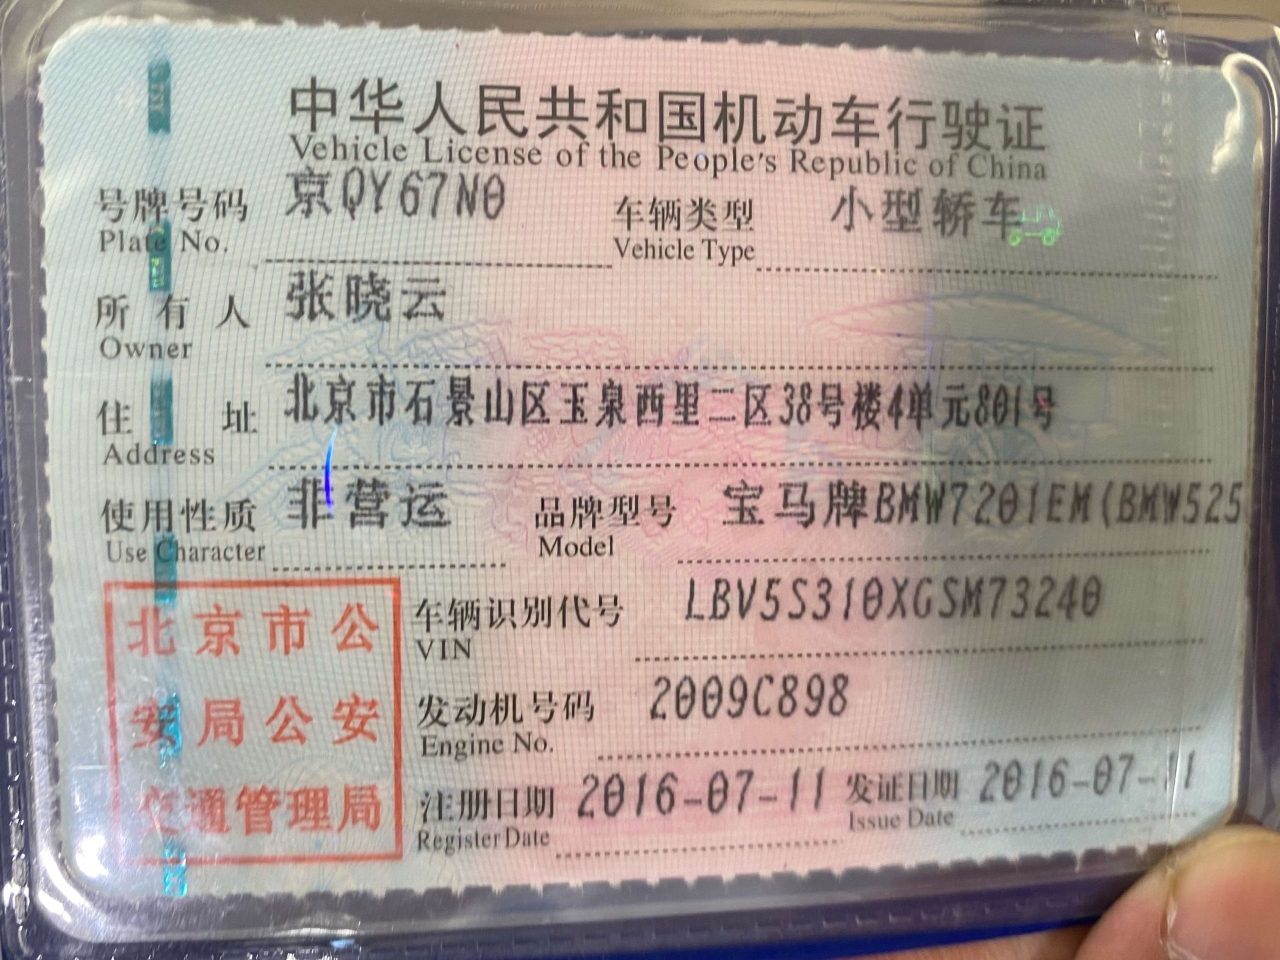 中华人民共和国机动车行驶证
Vehicle License of the People's Republic of China
号牌号码 京QY67N0 车辆类型 小型轿车
Plate No. Vehicle Type
所有人 张晓云
Owner
住址 北京市石景山区玉泉西里二区38号楼4单元801号
Address
使用性质 非营运 品牌型号 宝马牌BMW7201EM(BMW525
Use Character Model
车辆识别代号 LBV5S310XGSM73240
VIN
发动机号码 2009C898
Engine No.
注册日期 2016-07-11 发证日期 2016-07-11
Register Date Issue Date
北京市公
安局公安
交通管理局